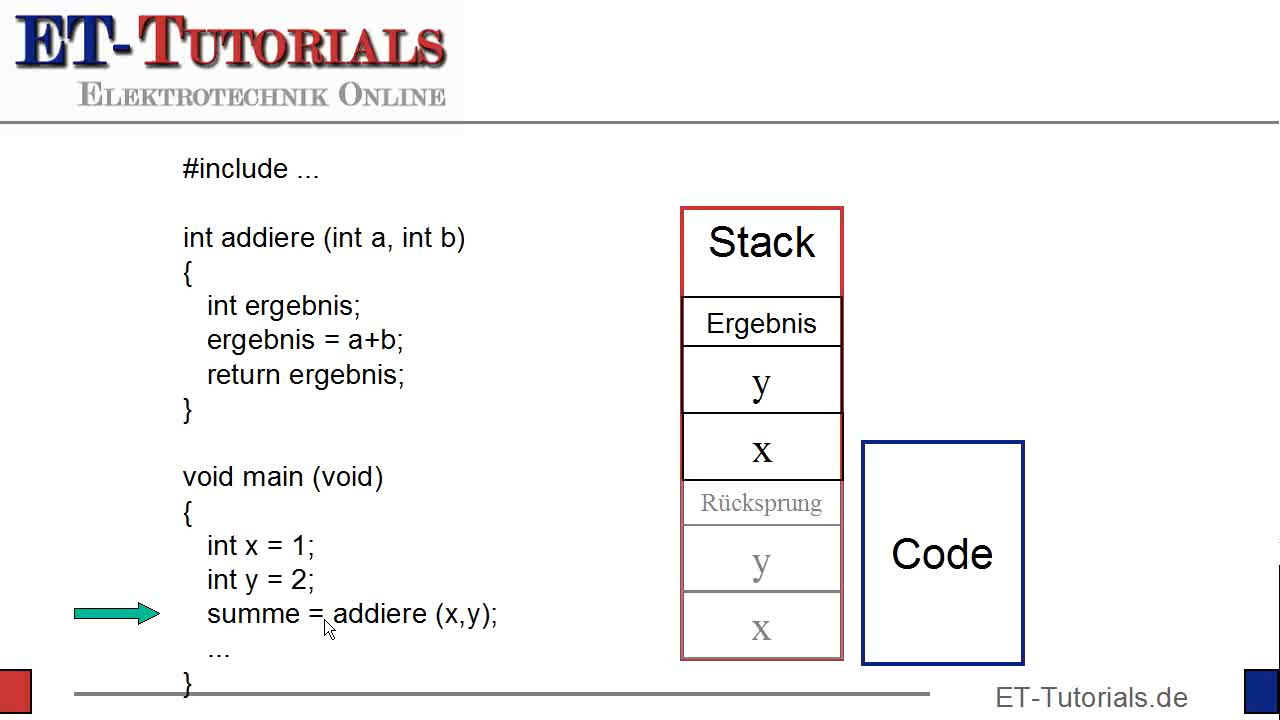 ET-TUTORIALS
ELEKTROTECHNIK ONLINE
#include ...
int addiere (int a, int b)
{
int ergebnis;
ergebnis = a+b;
return ergebnis;
}
void main (void)
{
int x = 1;
int y = 2;
summe = addiere (x,y);
...
}
Stack
Ergebnis
y
x
Rücksprung
y
x
Code
ET-Tutorials.de